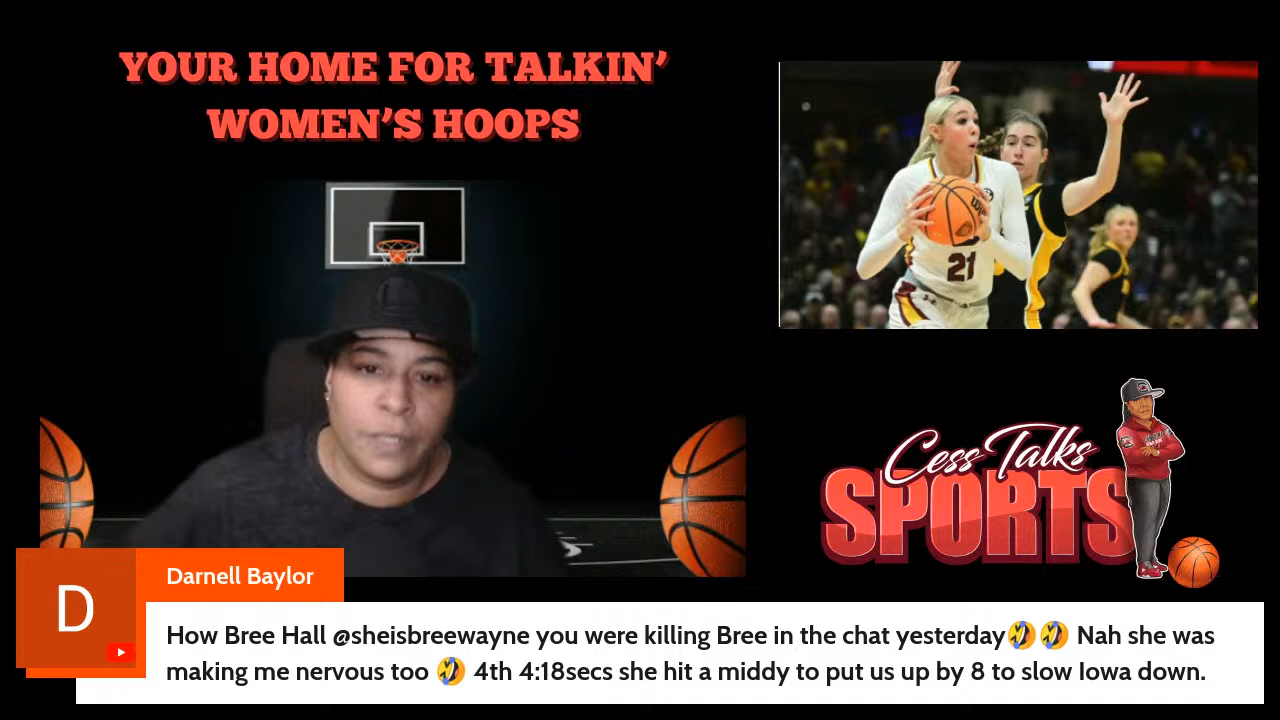 YOUR HOME FOR TALKIN’
WOMEN’S HOOPS
21
Cess Talks
SPORTS
D
Darnell Baylor
How Bree Hall @sheisbreewayne you were killing Bree in the chat yesterday🤣🤣 Nah she was
making me nervous too 🤣 4th 4:18secs she hit a middy to put us up by 8 to slow Iowa down.